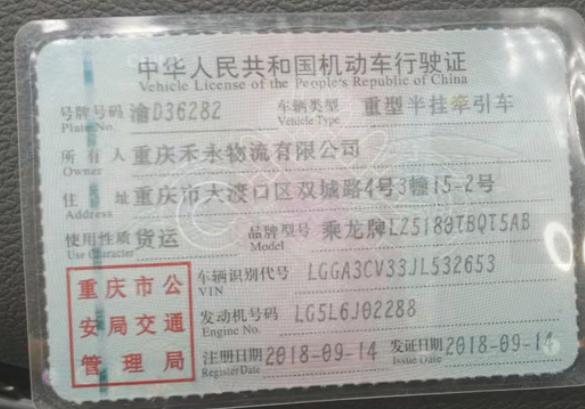 中华人民共和国机动车行驶证
Vehicle License of the People's Republic of China
号牌号码 渝D36282 车辆类型 重型半挂牵引车
Plate No. Vehicle Type
所有人 重庆禾永物流有限公司
Owner
住址 重庆市大渡口区双城路4号3幢15-2号
Address
使用性质 货运 品牌型号 乘龙牌LZ5180TBQT5AB
Use Character Model
车辆识别代号 LGGA3CV33JL532653
VIN
发动机号码 LG5L6J02288
Engine No.
注册日期 2018-09-14 发证日期 2018-09-14
Register Date Issue Date
重庆市公
安局交通
管理局